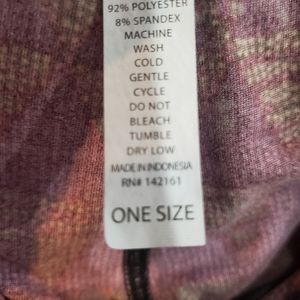 92% POLYESTER
8% SPANDEX
MACHINE
WASH
COLD
GENTLE
CYCLE
DO NOT
BLEACH
TUMBLE
DRY LOW
MADE IN INDONESIA
RN# 142161
ONE SIZE